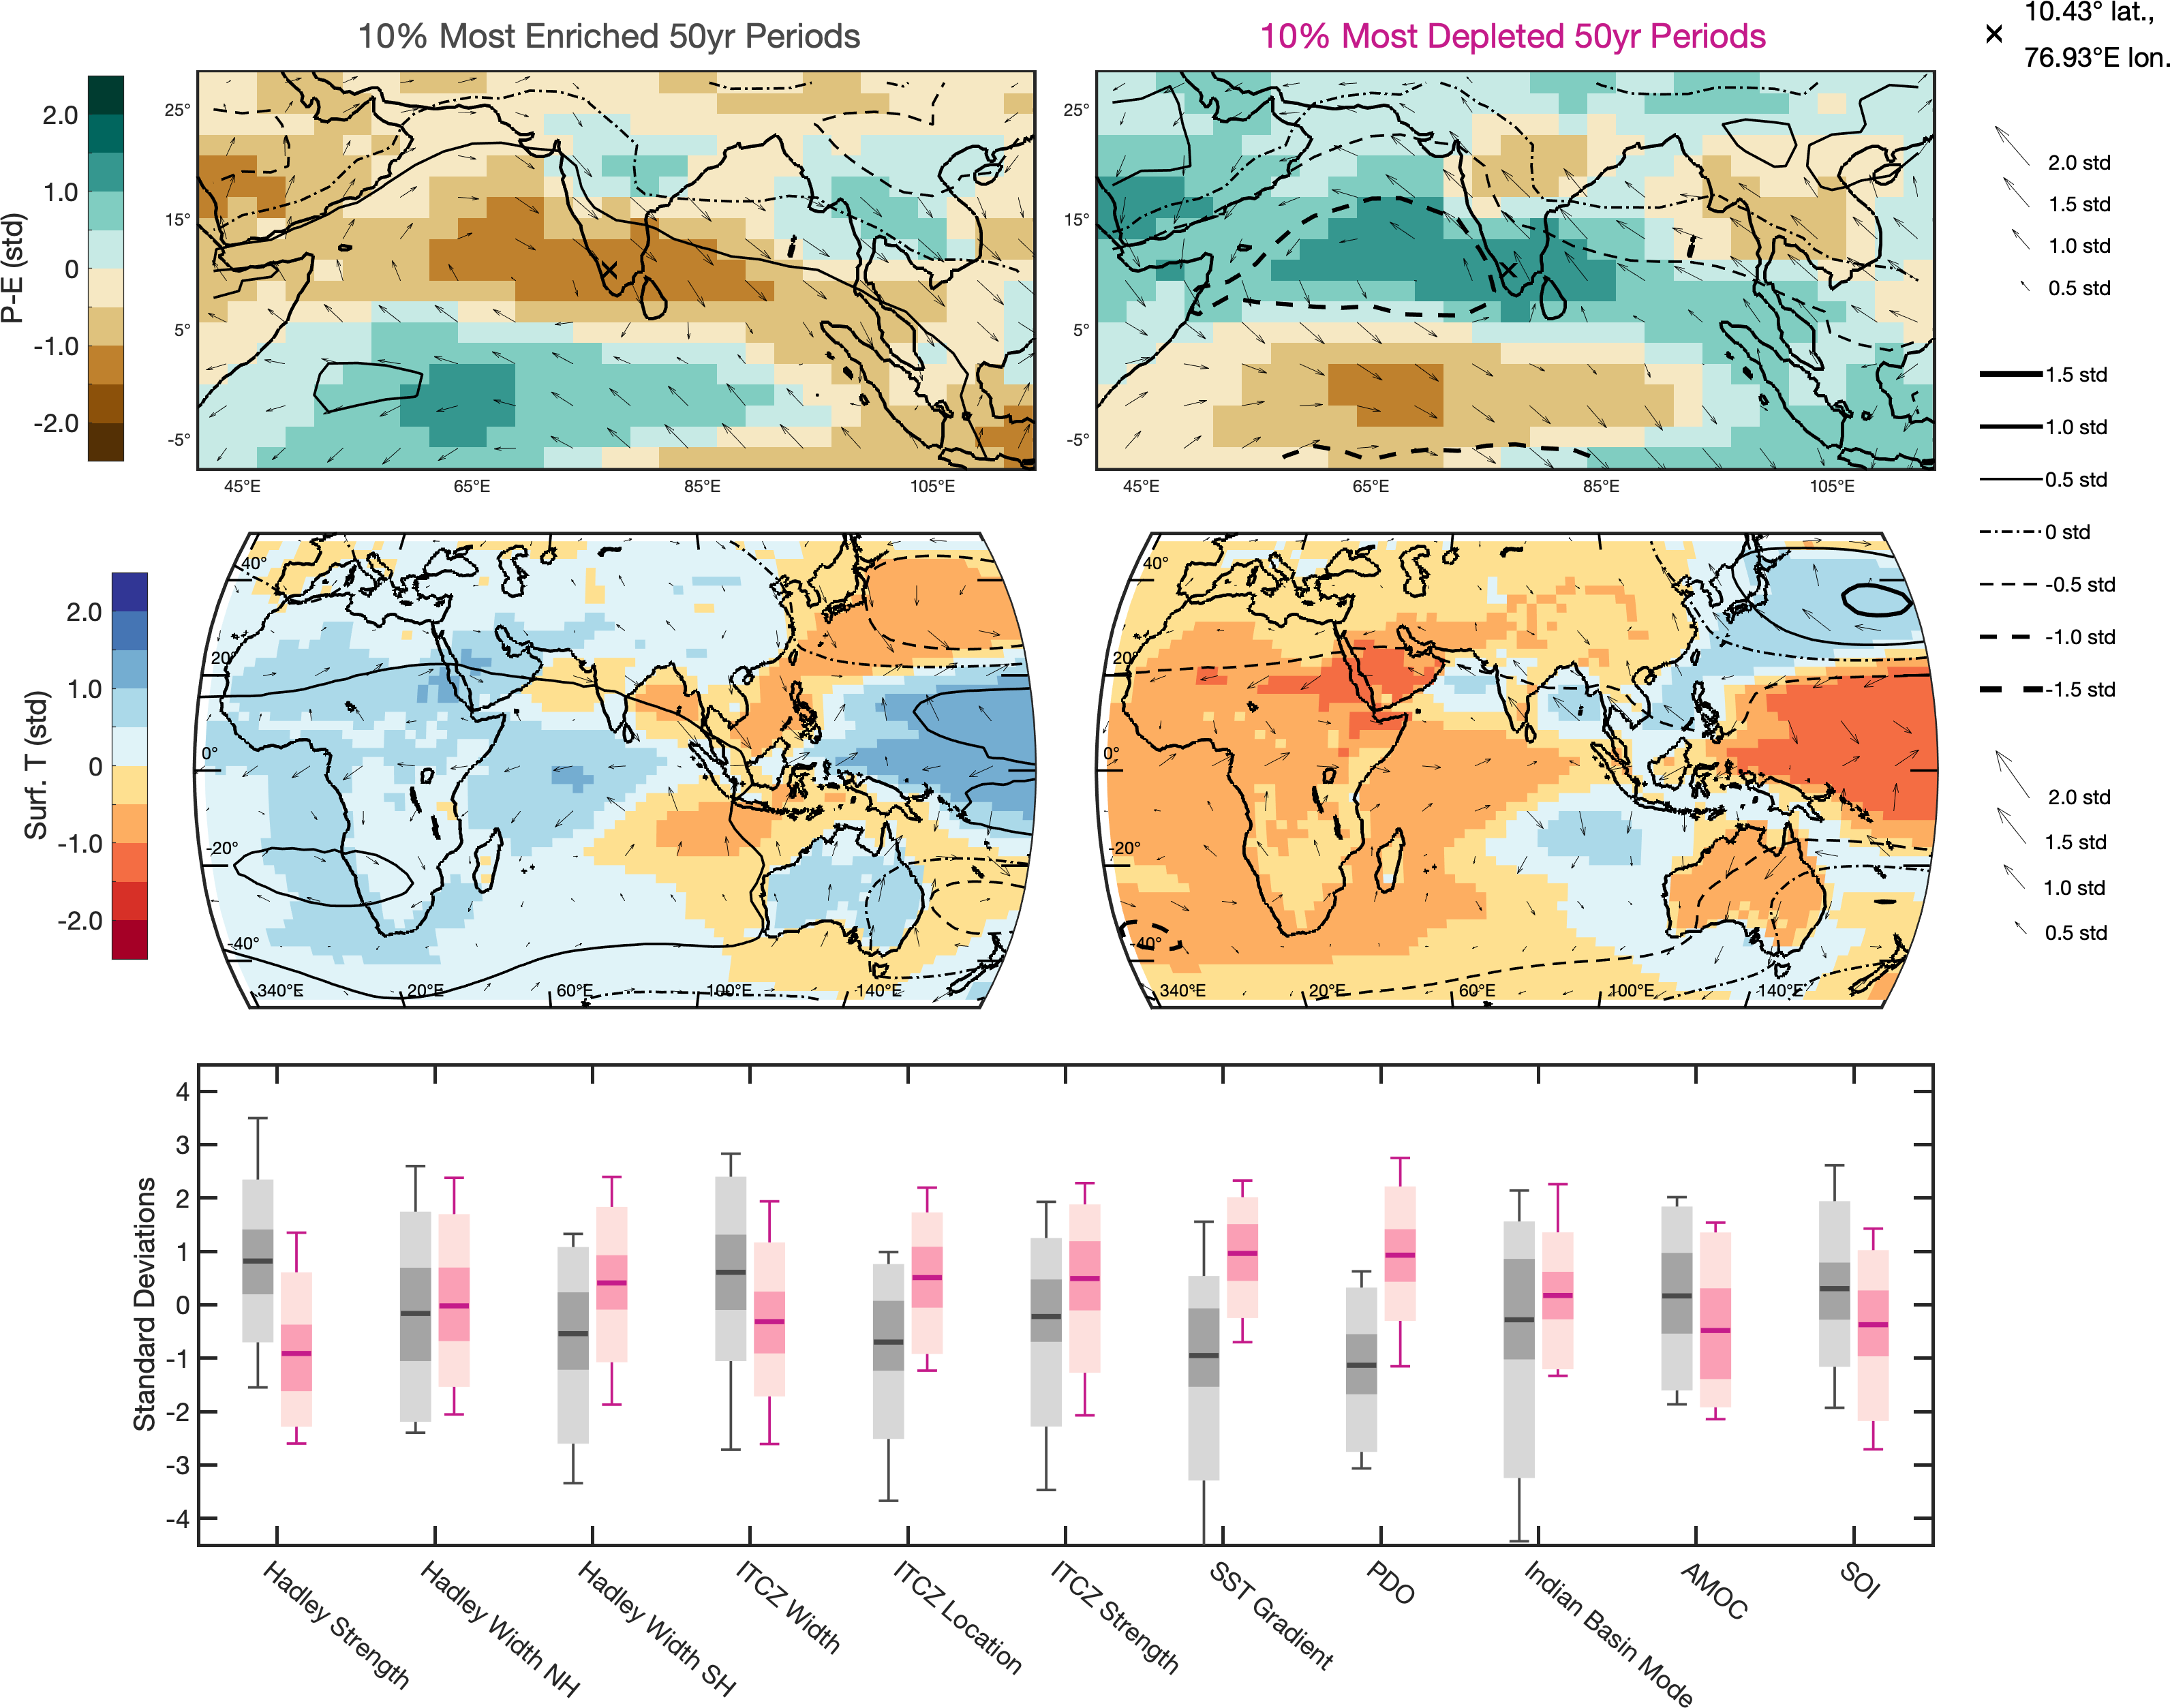 10% Most Enriched 50yr Periods
10% Most Depleted 50yr Periods
10.43° lat.,
76.93°E lon.
P-E (std)
2.0
1.0
0
-1.0
-2.0
25°
15°
5°
-5°
45°E
65°E
85°E
105°E
25°
15°
5°
-5°
45°E
65°E
85°E
105°E
2.0 std
1.5 std
1.0 std
0.5 std
1.5 std
1.0 std
0.5 std
0 std
-0.5 std
-1.0 std
-1.5 std
2.0 std
1.5 std
1.0 std
0.5 std
Surf. T (std)
2.0
1.0
0
-1.0
-2.0
40°
20°
0°
-20°
-40°
340°E
20°E
60°E
100°E
140°E
40°
20°
0°
-20°
-40°
340°E
20°E
60°E
100°E
140°E
Standard Deviations
4
3
2
1
0
-1
-2
-3
-4
Hadley Strength
Hadley Width NH
Hadley Width SH
ITCZ Width
ITCZ Location
ITCZ Strength
SST Gradient
PDO
Indian Basin Mode
AMOC
SOI